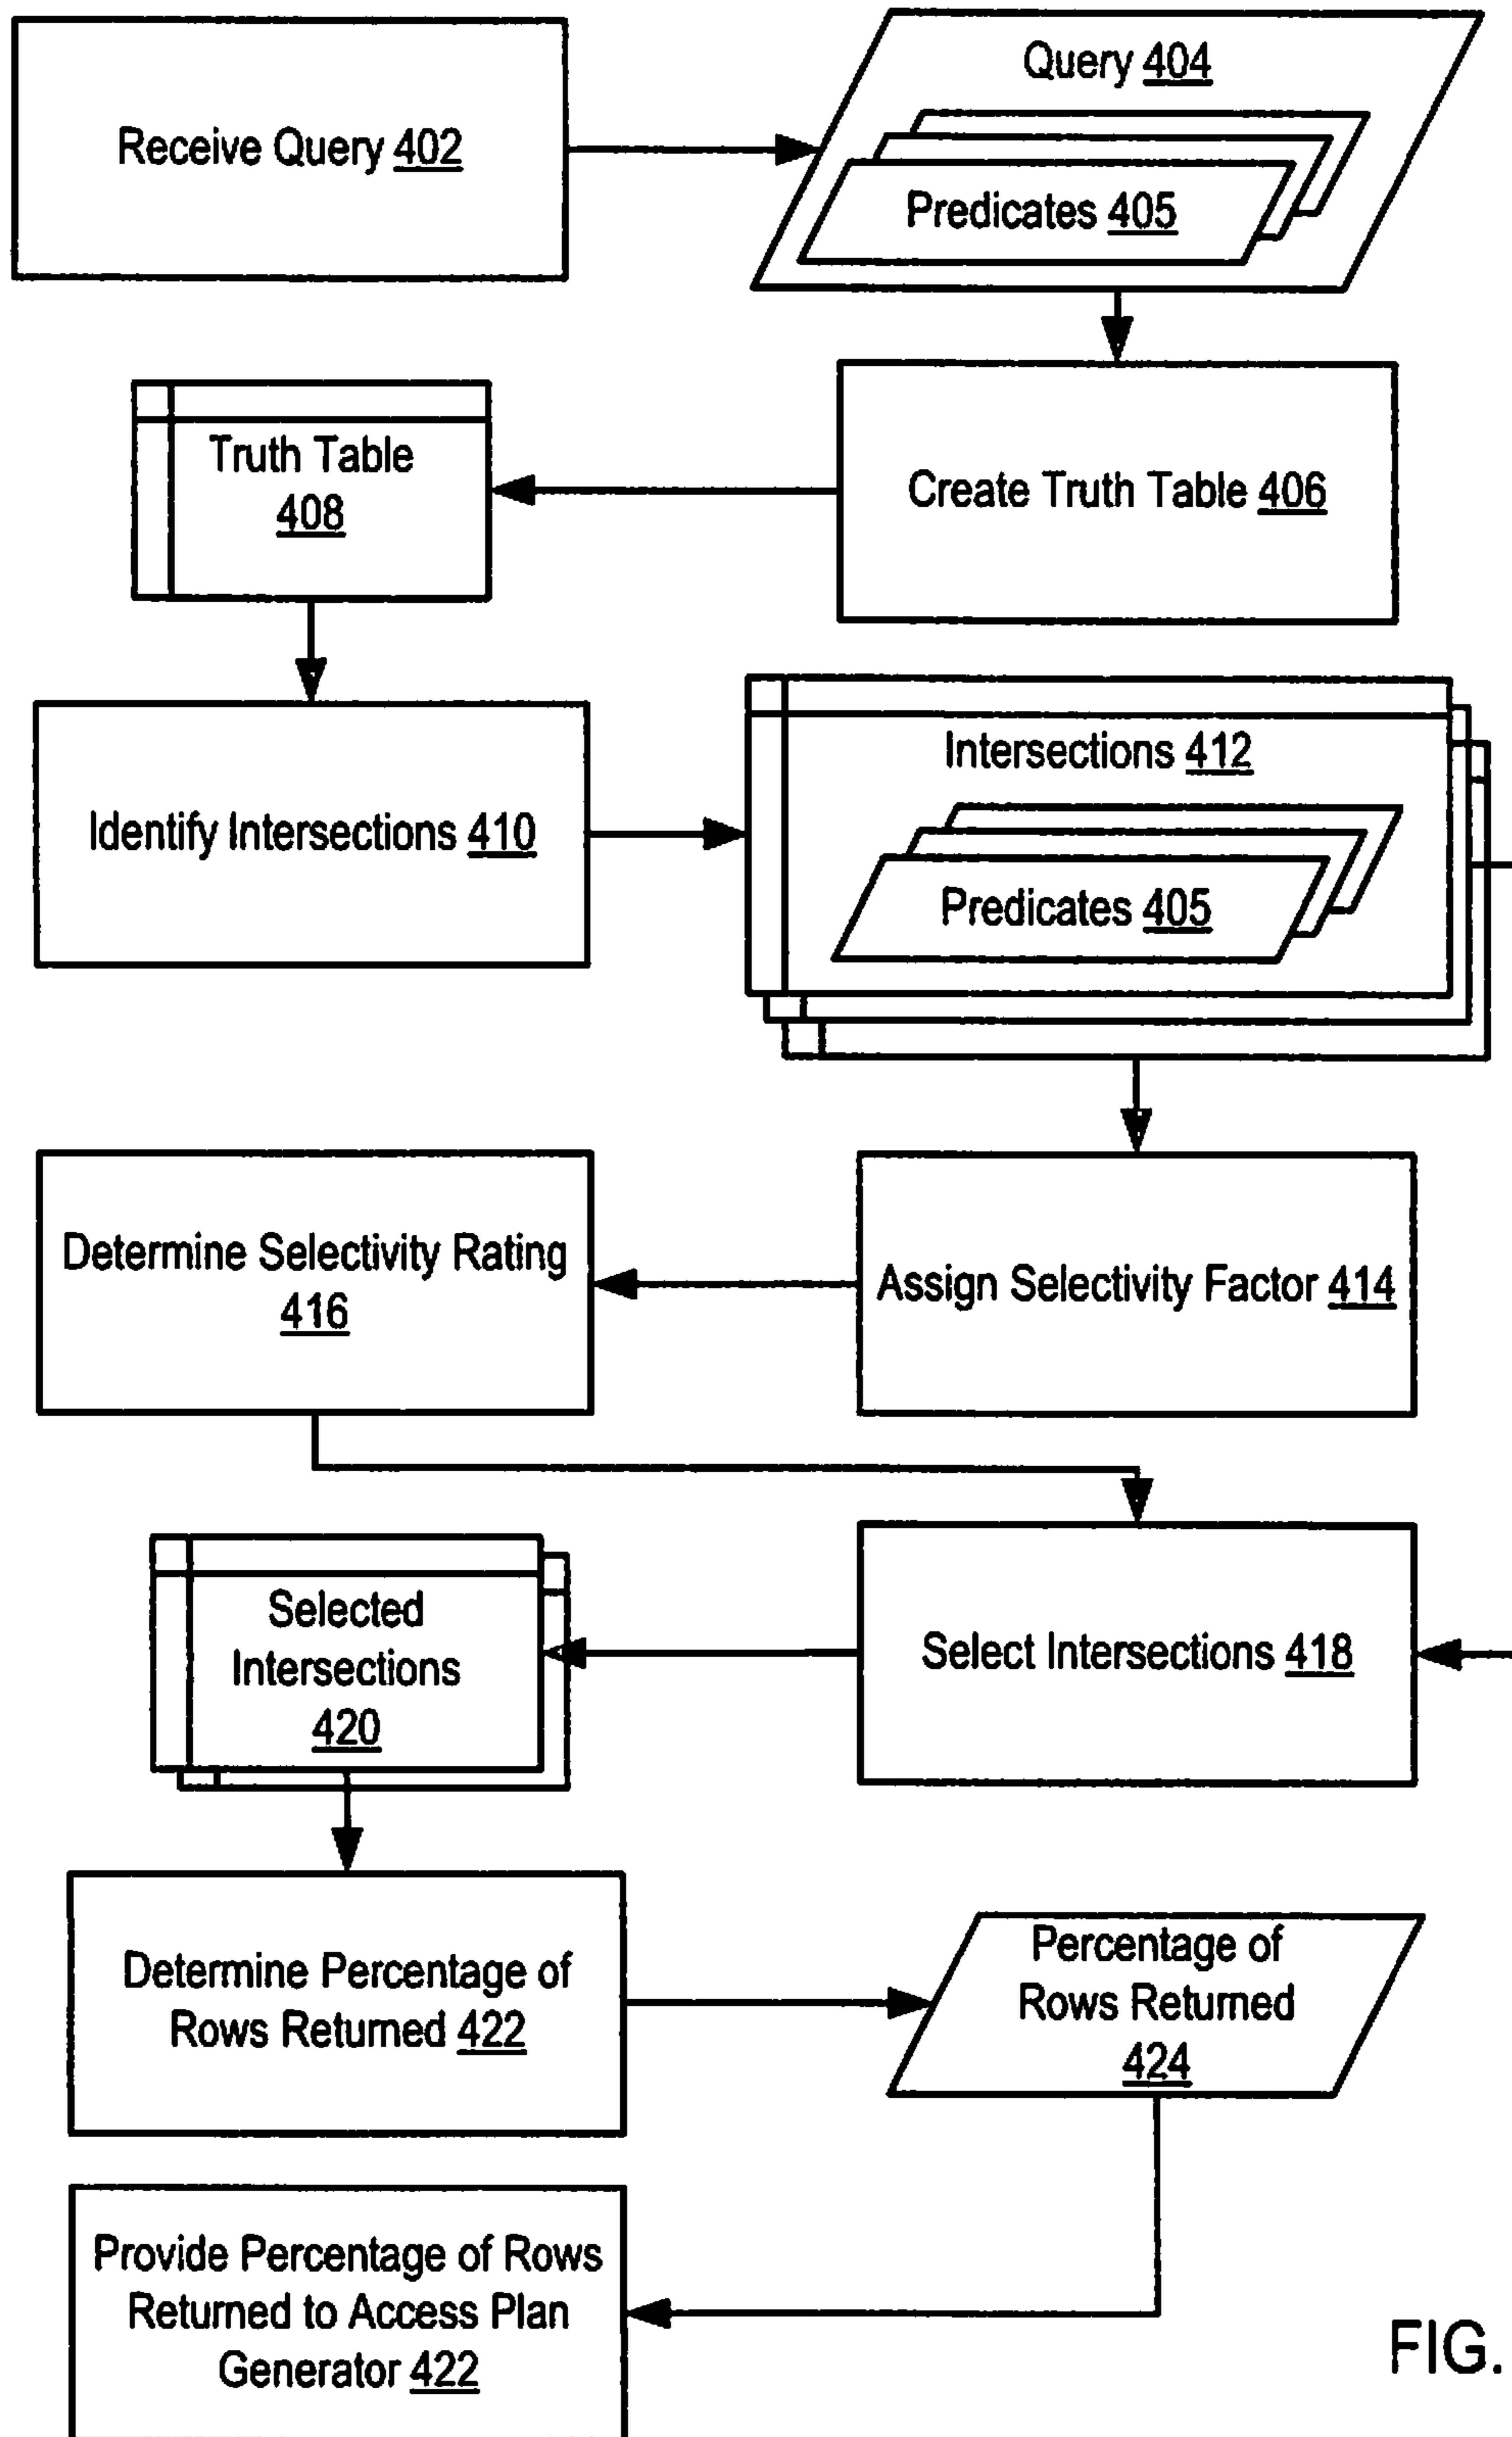 Receive Query 402
Query 404
Predicates 405
Truth Table
408
Create Truth Table 406
Identify Intersections 410
Intersections 412
Predicates 405
Determine Selectivity Rating
416
Assign Selectivity Factor 414
Selected
Intersections
420
Select Intersections 418
Determine Percentage of
Rows Returned 422
Percentage of
Rows Returned
424
Provide Percentage of Rows
Returned to Access Plan
Generator 422
FIG.